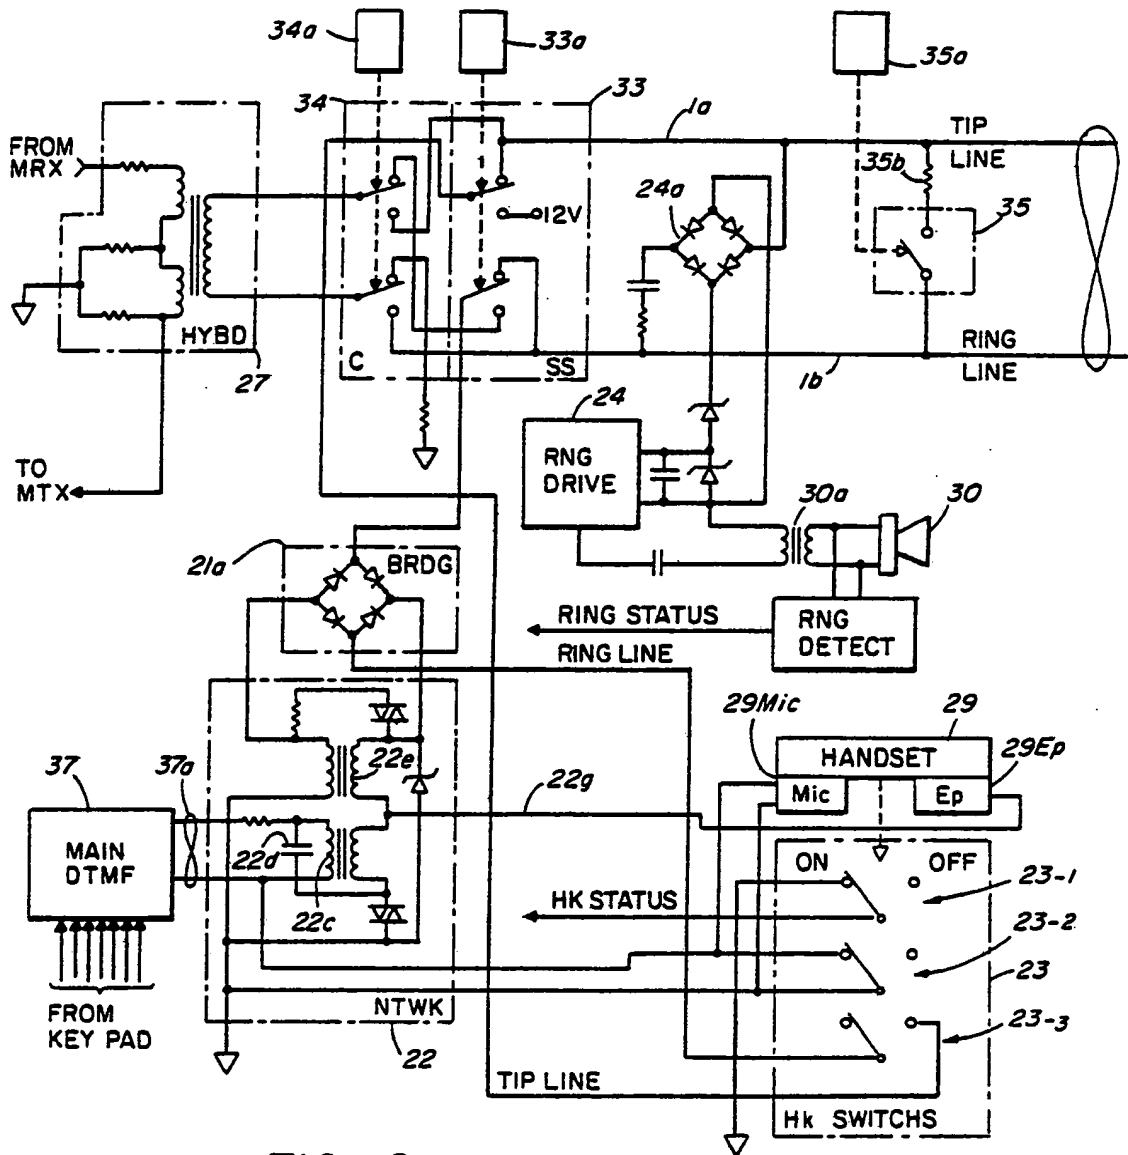 34a
33a
35a
34
33
1a
FROM
MRX
TIP
LINE
35b
24a
35
12V
HYBD
27
C
SS
1b
RING
LINE
24
TO
MTX
RNG
DRIVE
30a
30
21a
BRDG
RING STATUS
RNG
DETECT
RING LINE
29Mic
29
29Ep
HANDSET
Mic
Ep
22e
37
37a
22g
MAIN
DTMF
22d
22c
ON
OFF
23-1
HK STATUS
23-2
23
FROM
KEY PAD
NTWK
22
23-3
TIP LINE
Hk SWITCHS